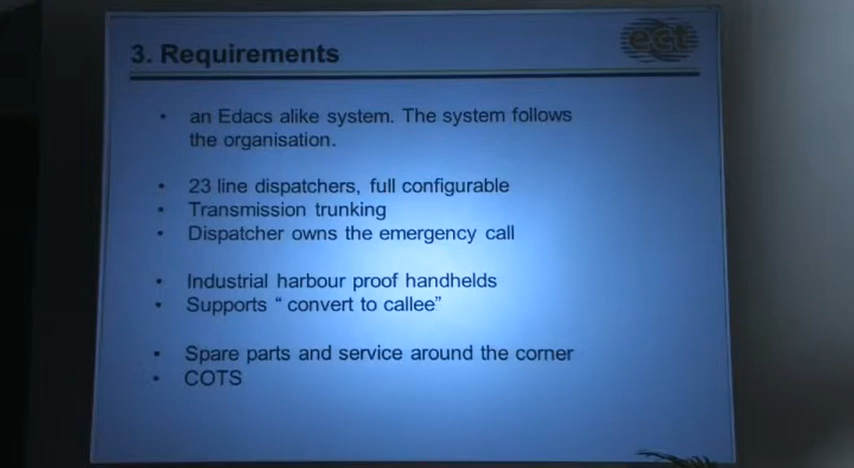 3. Requirements
ect
• an Edacs alike system. The system follows
the organisation.
• 23 line dispatchers, full configurable
• Transmission trunking
• Dispatcher owns the emergency call
• Industrial harbour proof handhelds
• Supports “ convert to callee”
• Spare parts and service around the corner
• COTS